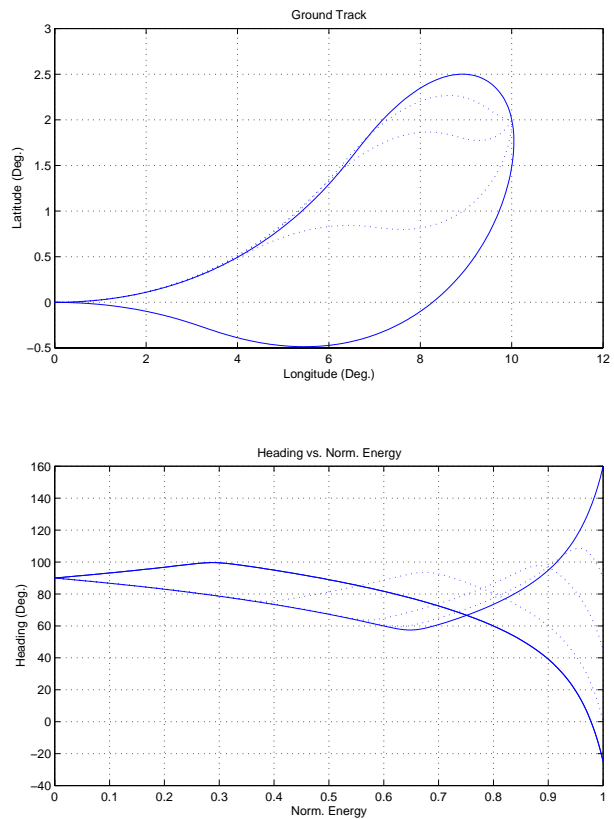 Ground Track
3
2.5
2
1.5
1
0.5
0
−0.5
0 2 4 6 8 10 12
Latitude (Deg.)
Longitude (Deg.)
Heading vs. Norm. Energy
160
140
120
100
80
60
40
20
0
−20
−40
0 0.1 0.2 0.3 0.4 0.5 0.6 0.7 0.8 0.9 1
Heading (Deg.)
Norm. Energy